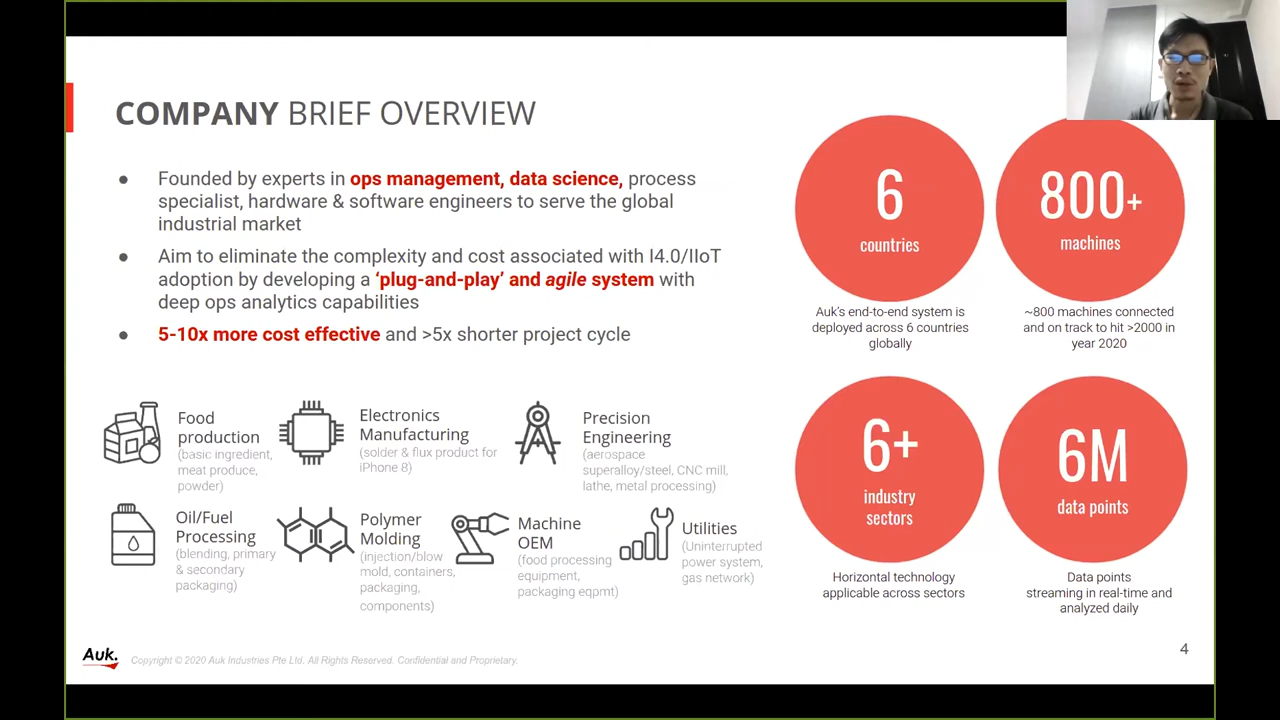 COMPANY BRIEF OVERVIEW
● Founded by experts in ops management, data science, process
specialist, hardware & software engineers to serve the global
industrial market
● Aim to eliminate the complexity and cost associated with I4.0/IIoT
adoption by developing a ‘plug-and-play’ and agile system with
deep ops analytics capabilities
● 5-10x more cost effective and >5x shorter project cycle
Food
production
(basic ingredient,
meat produce,
powder)
Electronics
Manufacturing
(solder & flux product for
iPhone 8)
Precision
Engineering
(aerospace
superalloy/steel, CNC mill,
lathe, metal processing)
Oil/Fuel
Processing
(blending, primary
& secondary
packaging)
Polymer
Molding
(injection/blow
mold, containers,
packaging,
components)
Machine
OEM
(food processing
equipment,
packaging eqpmt)
Utilities
(Uninterrupted
power system,
gas network)
6
countries
Auk’s end-to-end system is
deployed across 6 countries
globally
800+
machines
~800 machines connected
and on track to hit >2000 in
year 2020
6+
industry
sectors
Horizontal technology
applicable across sectors
6M
data points
Data points
streaming in real-time and
analyzed daily
Auk.
Copyright © 2020 Auk Industries Pte Ltd. All Rights Reserved. Confidential and Proprietary.
4